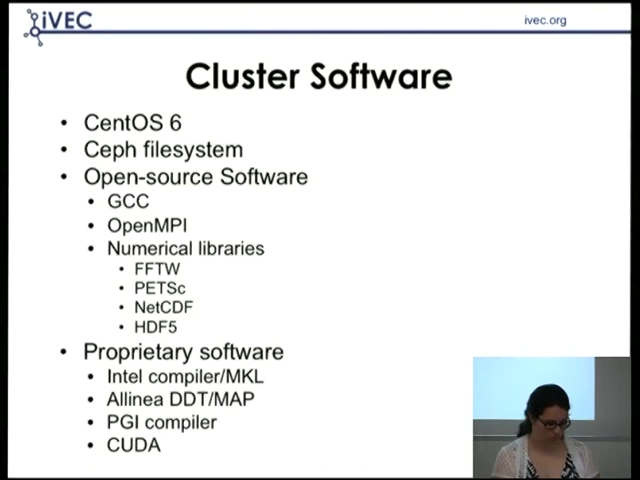 iVEC
ivec.org
Cluster Software
• CentOS 6
• Ceph filesystem
• Open-source Software
• GCC
• OpenMPI
• Numerical libraries
• FFTW
• PETSc
• NetCDF
• HDF5
• Proprietary software
• Intel compiler/MKL
• Allinea DDT/MAP
• PGI compiler
• CUDA